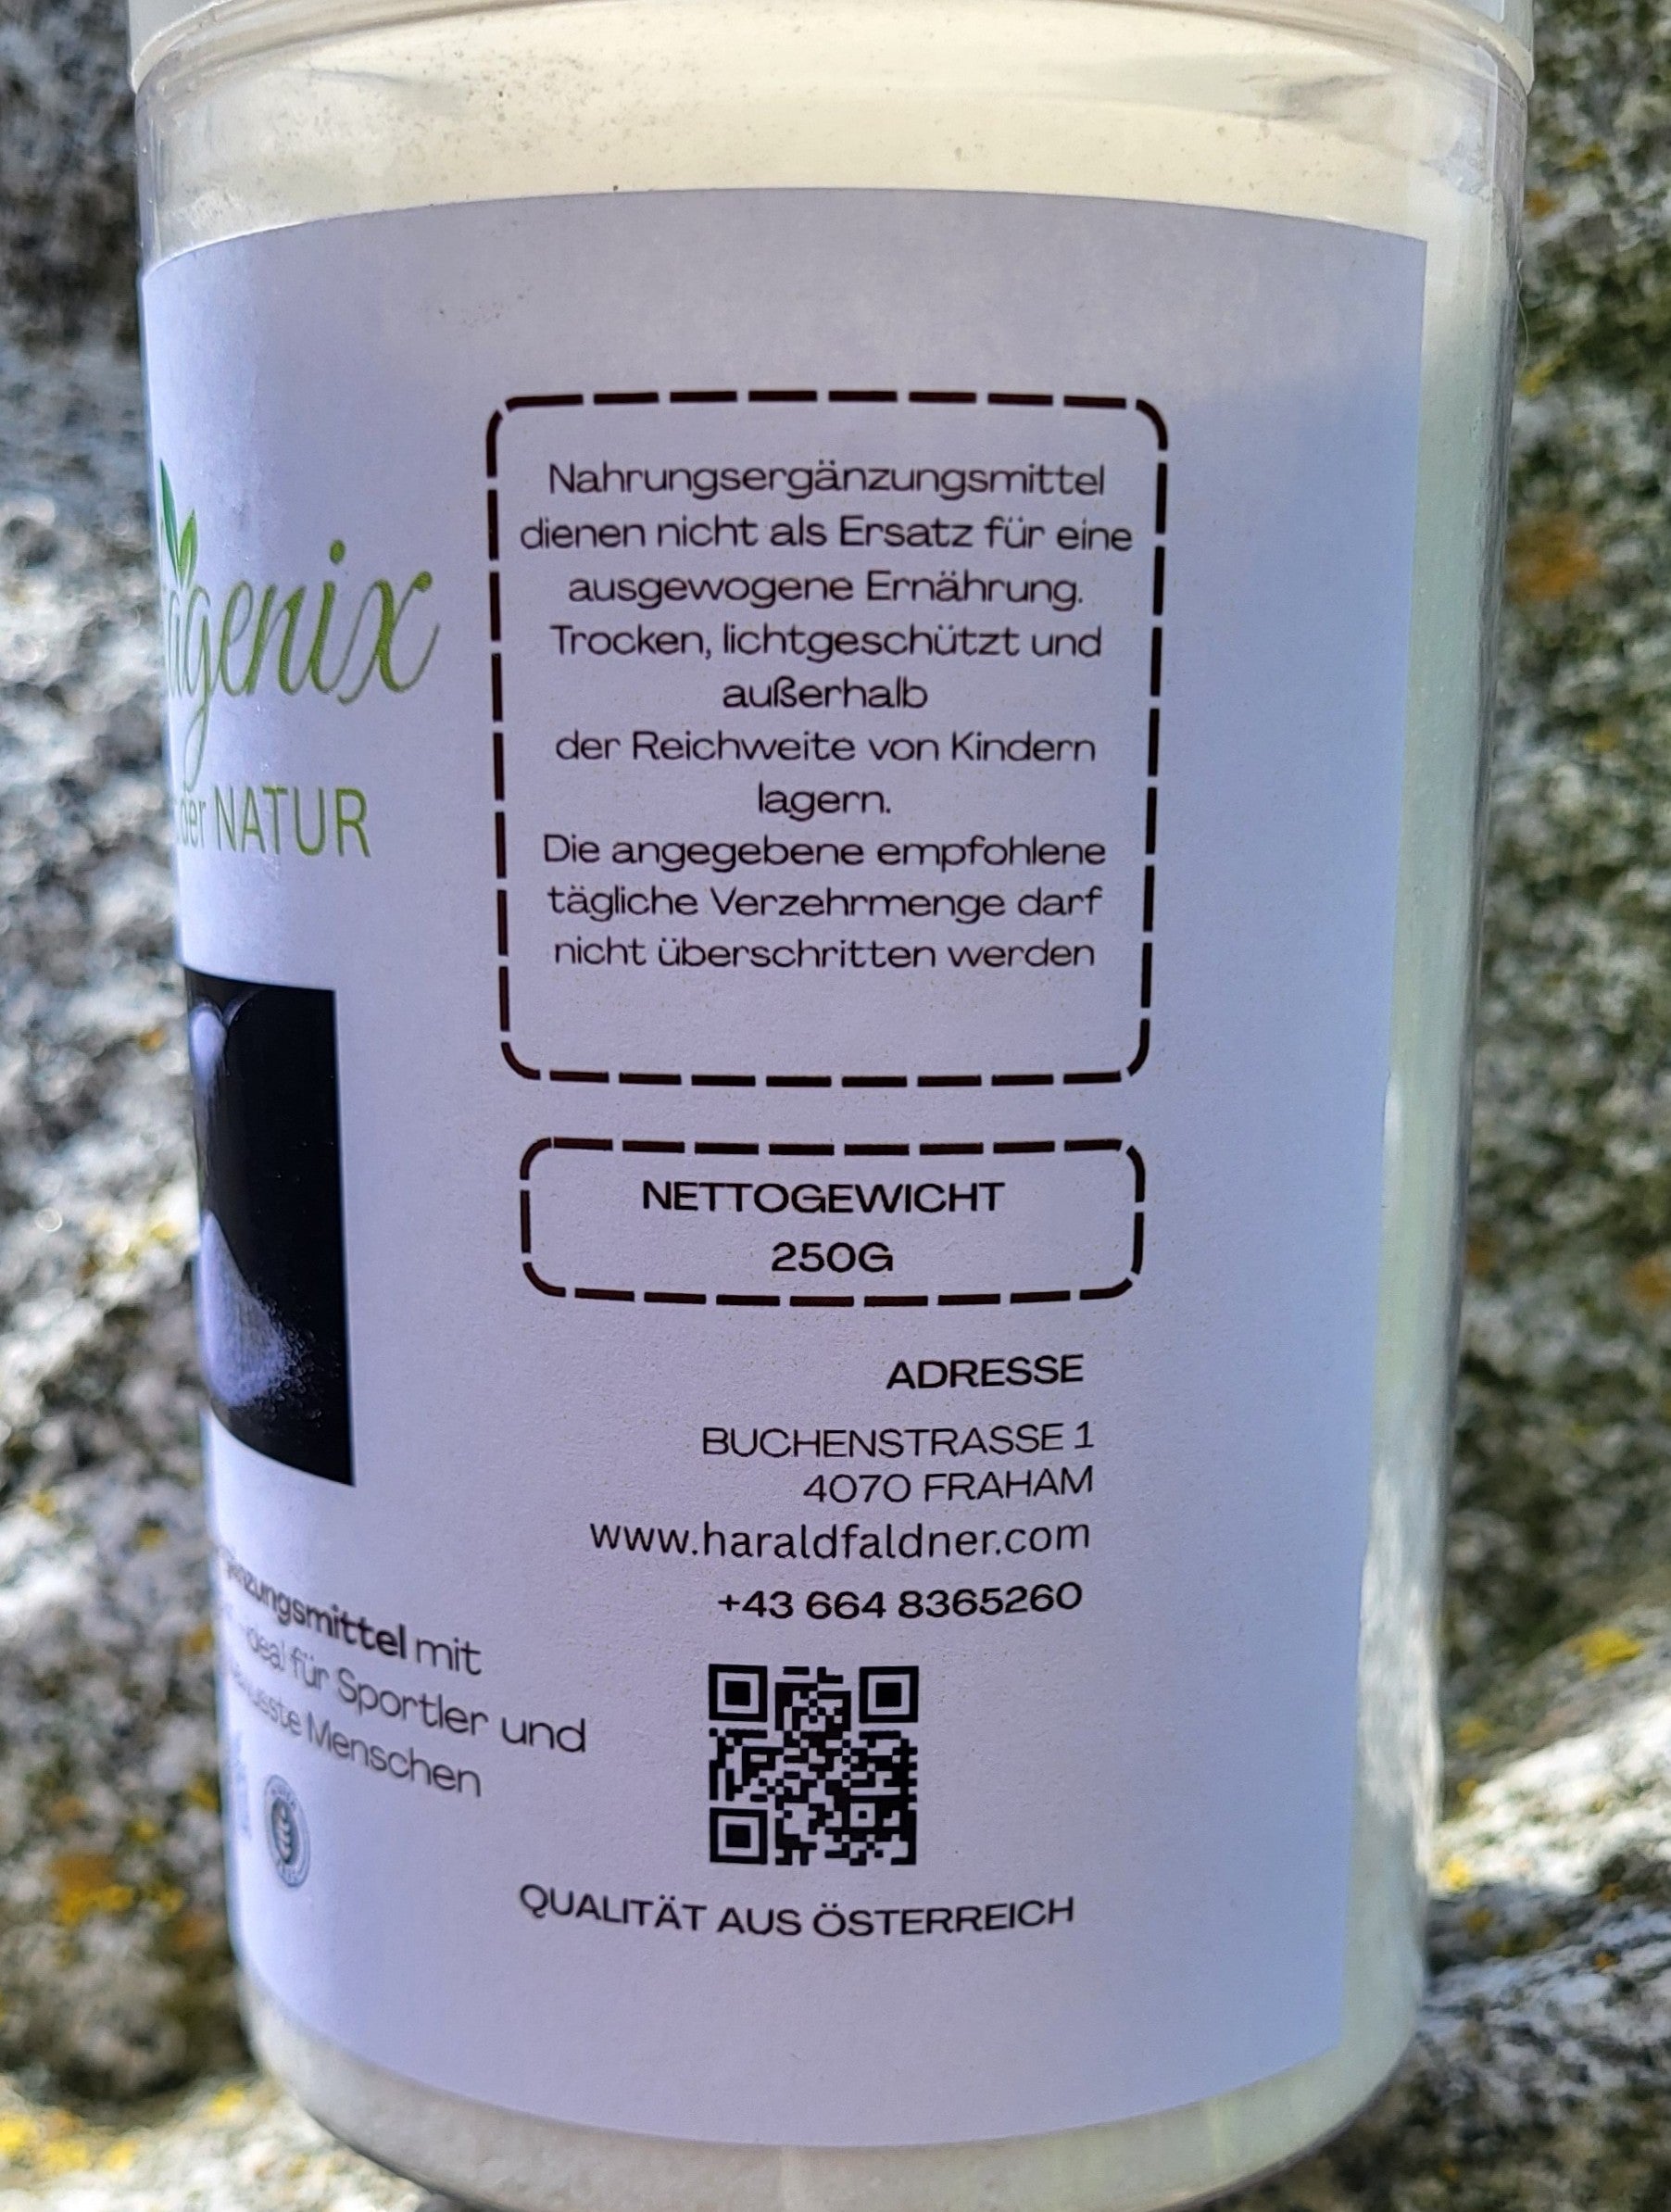 der NATUR
mit
für Sportler und
Menschen
Nahrungsergänzungsmittel
dienen nicht als Ersatz für eine
ausgewogene Ernährung.
Trocken, lichtgeschützt und
außerhalb
der Reichweite von Kindern
lagern.
Die angegebene empfohlene
tägliche Verzehrmenge darf
nicht überschritten werden
NETTOGEWICHT
250G
ADRESSE
BUCHENSTRASSE 1
4070 FRAHAM
www.haraldfaldner.com
+43 664 8365260
QUALITÄT AUS ÖSTERREICH